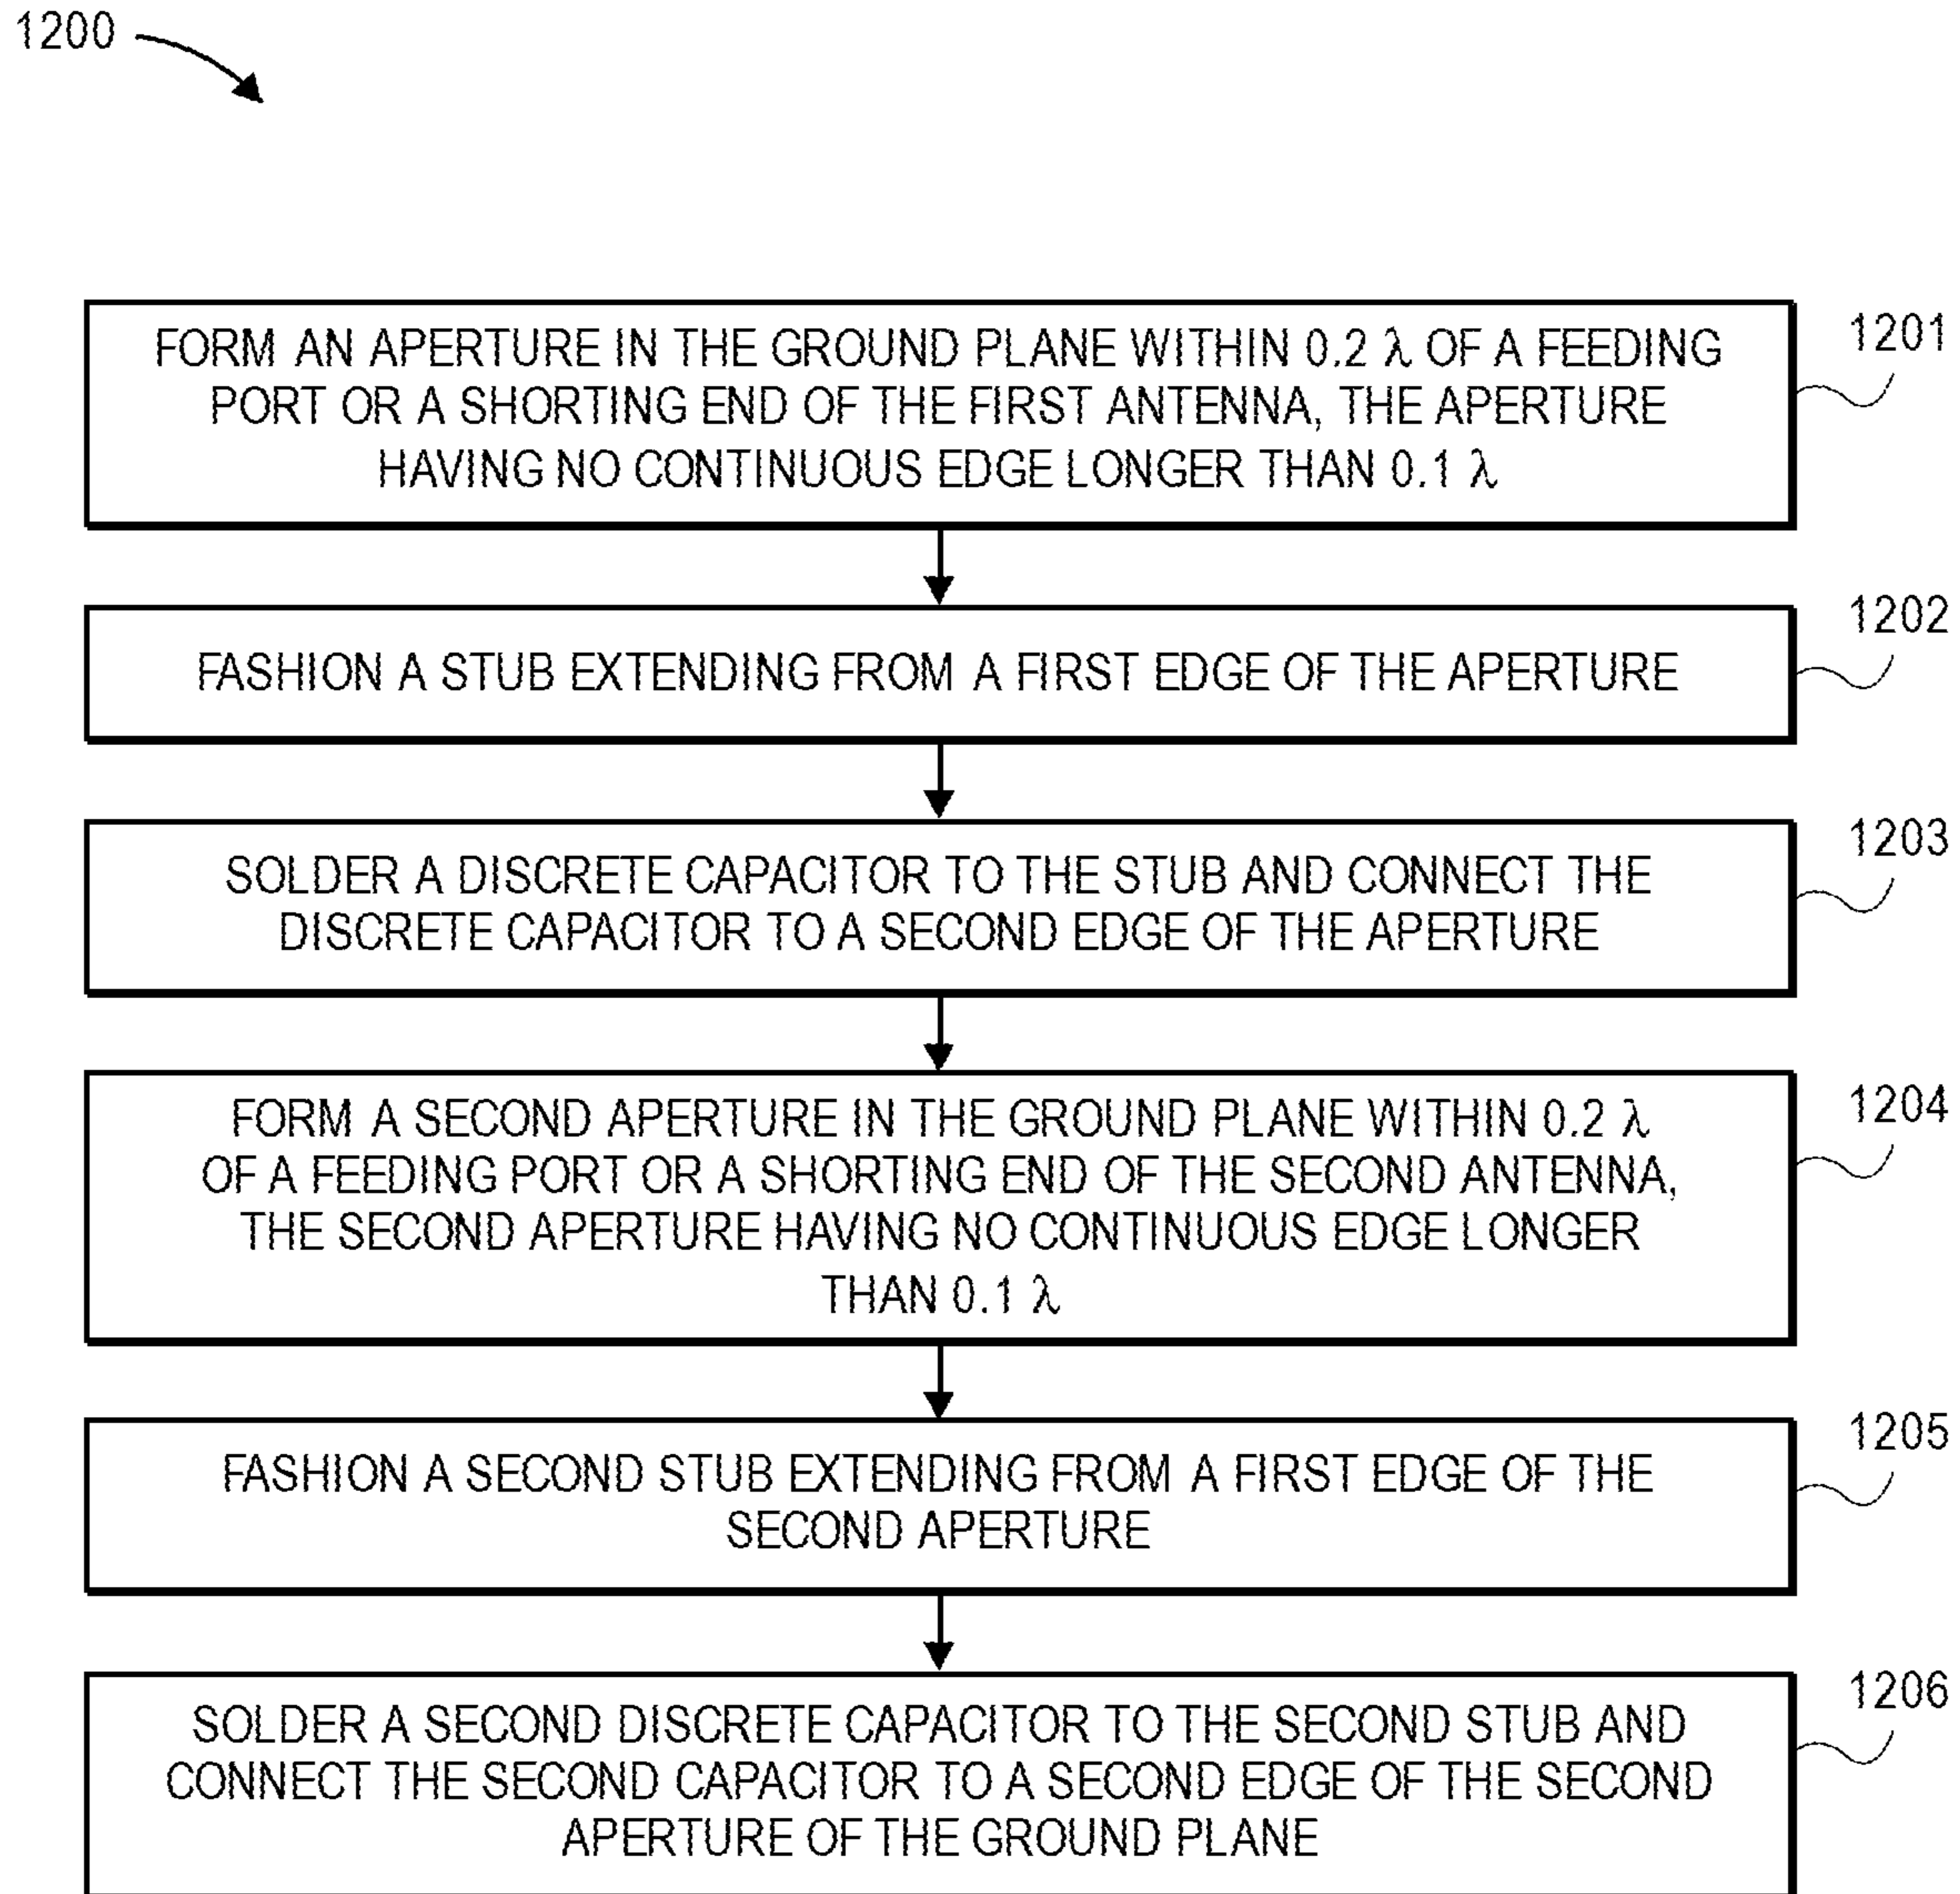 1200
FORM AN APERTURE IN THE GROUND PLANE WITHIN 0.2 λ OF A FEEDING
PORT OR A SHORTING END OF THE FIRST ANTENNA, THE APERTURE
HAVING NO CONTINUOUS EDGE LONGER THAN 0.1 λ
1201
FASHION A STUB EXTENDING FROM A FIRST EDGE OF THE APERTURE
1202
SOLDER A DISCRETE CAPACITOR TO THE STUB AND CONNECT THE
DISCRETE CAPACITOR TO A SECOND EDGE OF THE APERTURE
1203
FORM A SECOND APERTURE IN THE GROUND PLANE WITHIN 0.2 λ
OF A FEEDING PORT OR A SHORTING END OF THE SECOND ANTENNA,
THE SECOND APERTURE HAVING NO CONTINUOUS EDGE LONGER
THAN 0.1 λ
1204
FASHION A SECOND STUB EXTENDING FROM A FIRST EDGE OF THE
SECOND APERTURE
1205
SOLDER A SECOND DISCRETE CAPACITOR TO THE SECOND STUB AND
CONNECT THE SECOND CAPACITOR TO A SECOND EDGE OF THE SECOND
APERTURE OF THE GROUND PLANE
1206